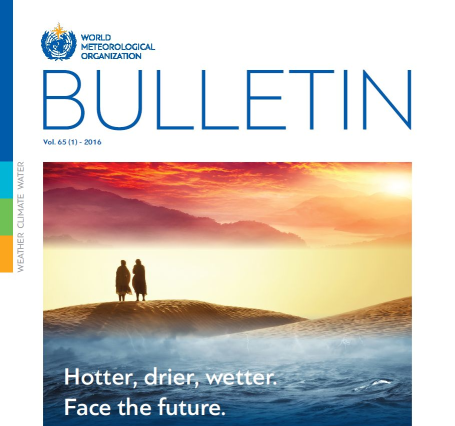 WORLD
METEOROLOGICAL
ORGANIZATION
BULLETIN
Vol. 65 (1) - 2016
WEATHER CLIMATE WATER
Hotter, drier, wetter.
Face the future.